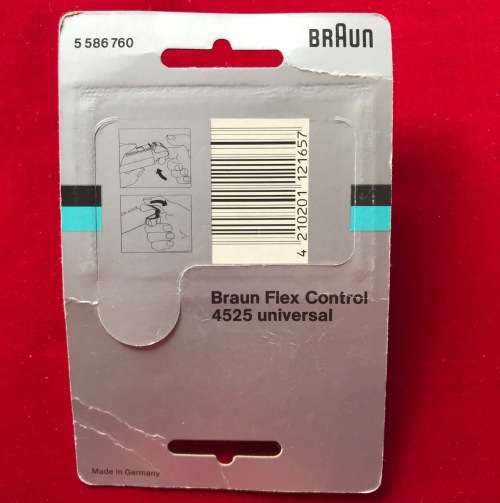 5 586 760
BRAUN
4 210201 121657
Braun Flex Control
4525 universal
Made in Germany